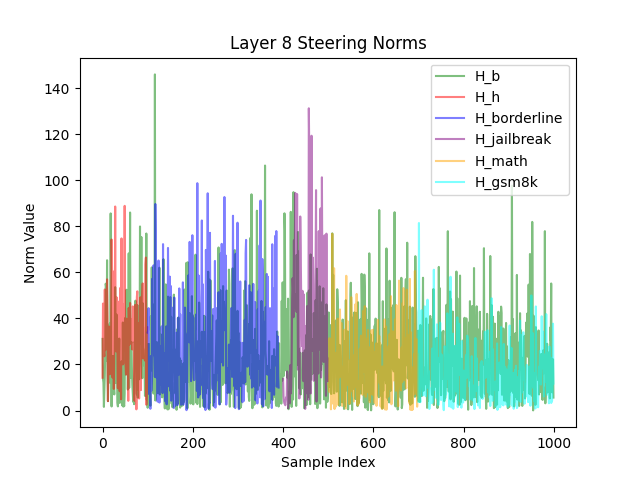 Layer 8 Steering Norms
Norm Value
140
120
100
80
60
40
20
0
H_b
H_h
H_borderline
H_jailbreak
H_math
H_gsm8k
0
200
400
600
800
1000
Sample Index